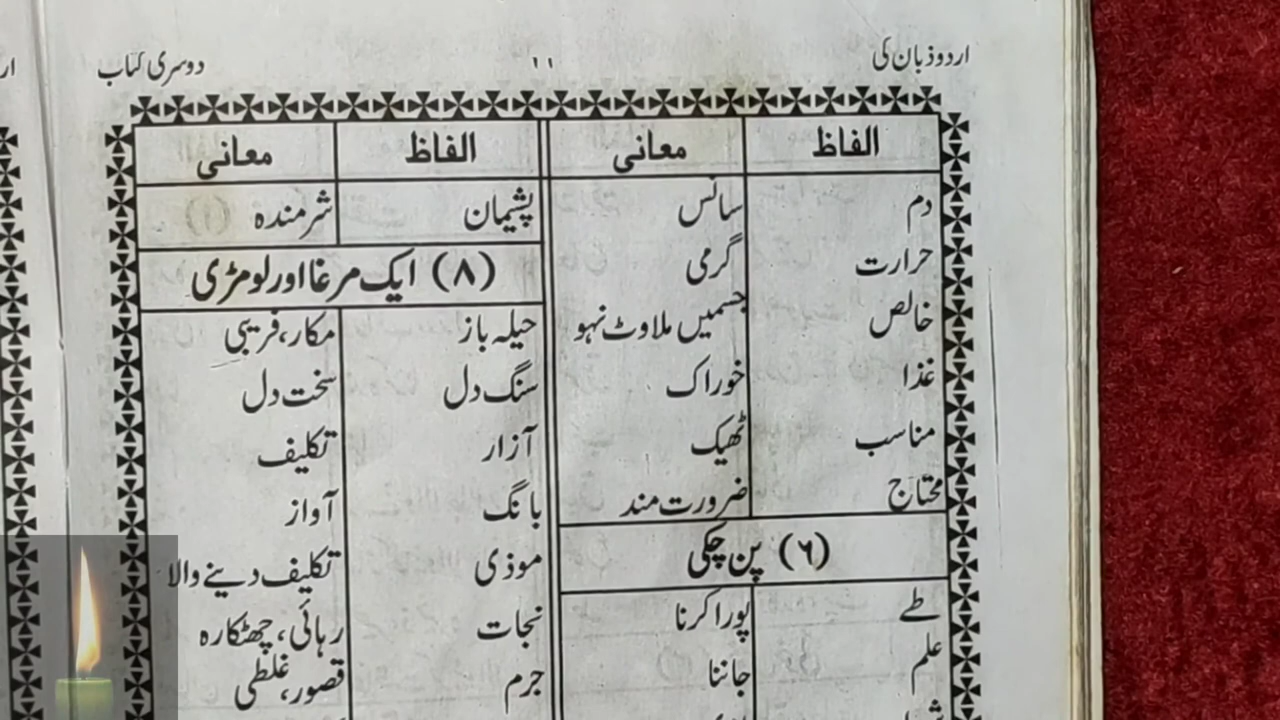 اردو زبان کی ١١ دوسری کتاب
الفاظ معانی
دم سانس
حرارت گرمی
خالص جسمیں ملاوٹ نہو
غذا خوراک
مناسب ٹھیک
محتاج ضرورت مند
(٦) پن چکی
طے پورا کرنا
علم جاننا
الفاظ معانی
پشیمان شرمندہ
(٨) ایک مرغا اور لومڑی
حیلہ باز مکار، فریبی
سنگ دل سخت دل
آزار تکلیف
بانگ آواز
موذی تکلیف دینے والا
نجات رہائی، چھٹکارہ
جرم قصور، غلطی